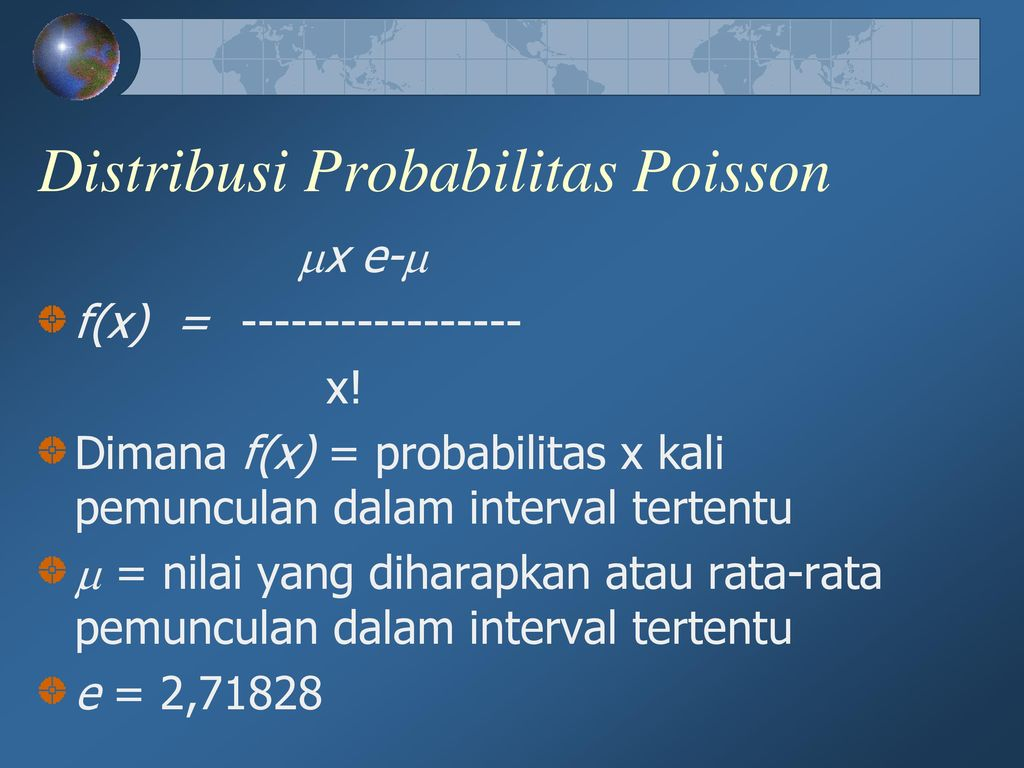 Distribusi Probabilitas Poisson
μx e-μ
f(x) = -----------------
x!
Dimana f(x) = probabilitas x kali
pemunculan dalam interval tertentu
μ = nilai yang diharapkan atau rata-rata
pemunculan dalam interval tertentu
e = 2,71828